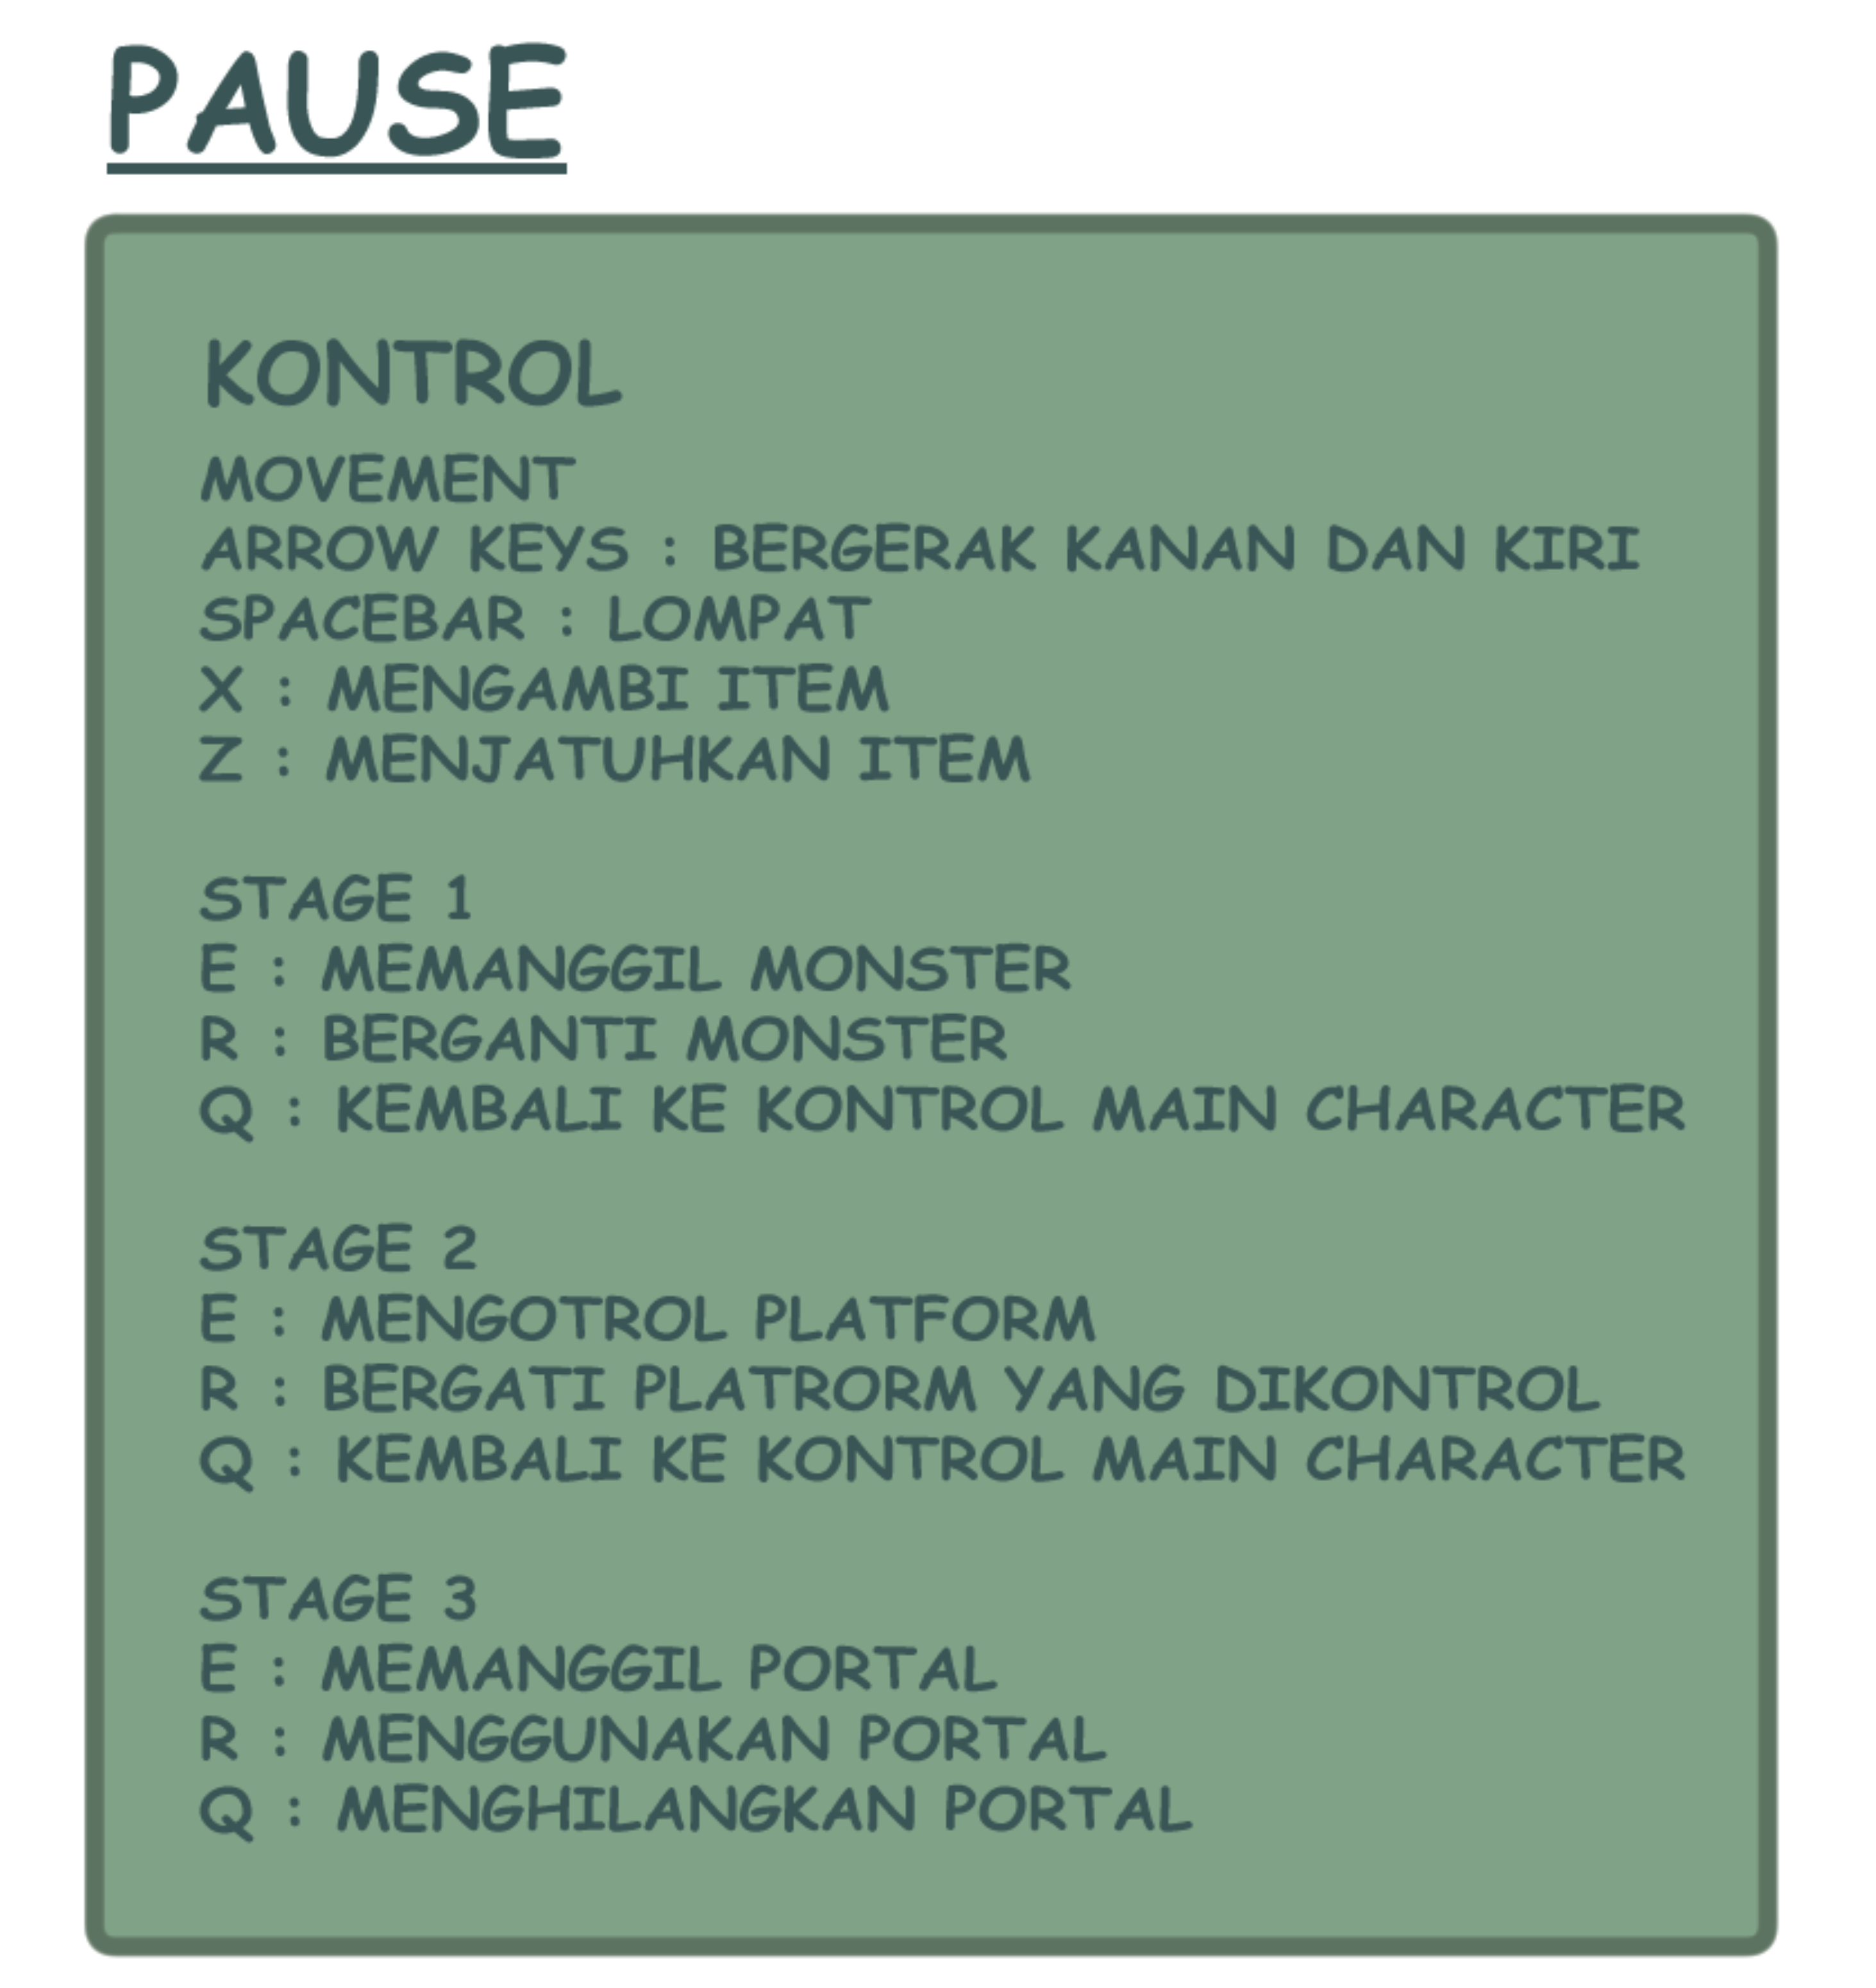 PAUSE
KONTROL
MOVEMENT
ARROW KEYS : BERGERAK KANAN DAN KIRI
SPACEBAR : LOMPAT
X : MENGAMBI ITEM
Z : MENJATUHKAN ITEM
STAGE 1
E : MEMANGGIL MONSTER
R : BERGANTI MONSTER
Q : KEMBALI KE KONTROL MAIN CHARACTER
STAGE 2
E : MENGOTROL PLATFORM
R : BERGATI PLATRORM YANG DIKONTROL
Q : KEMBALI KE KONTROL MAIN CHARACTER
STAGE 3
E : MEMANGGIL PORTAL
R : MENGGUNAKAN PORTAL
Q : MENGHILANGKAN PORTAL